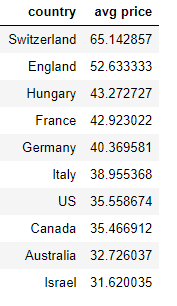 country avg price
Switzerland 65.142857
England 52.633333
Hungary 43.272727
France 42.923022
Germany 40.369581
Italy 38.955368
US 35.558674
Canada 35.466912
Australia 32.726037
Israel 31.620035